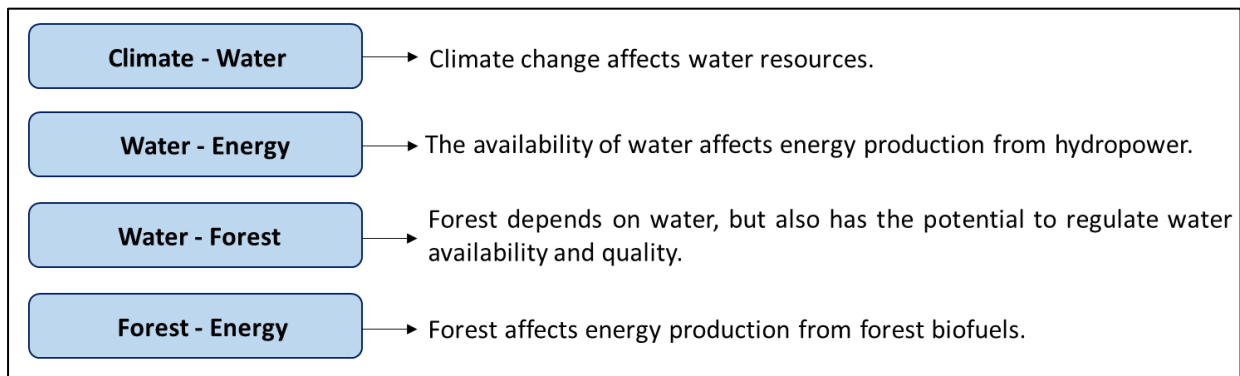 Climate - Water
Climate change affects water resources.
Water - Energy
The availability of water affects energy production from hydropower.
Water - Forest
Forest depends on water, but also has the potential to regulate water
availability and quality.
Forest - Energy
Forest affects energy production from forest biofuels.